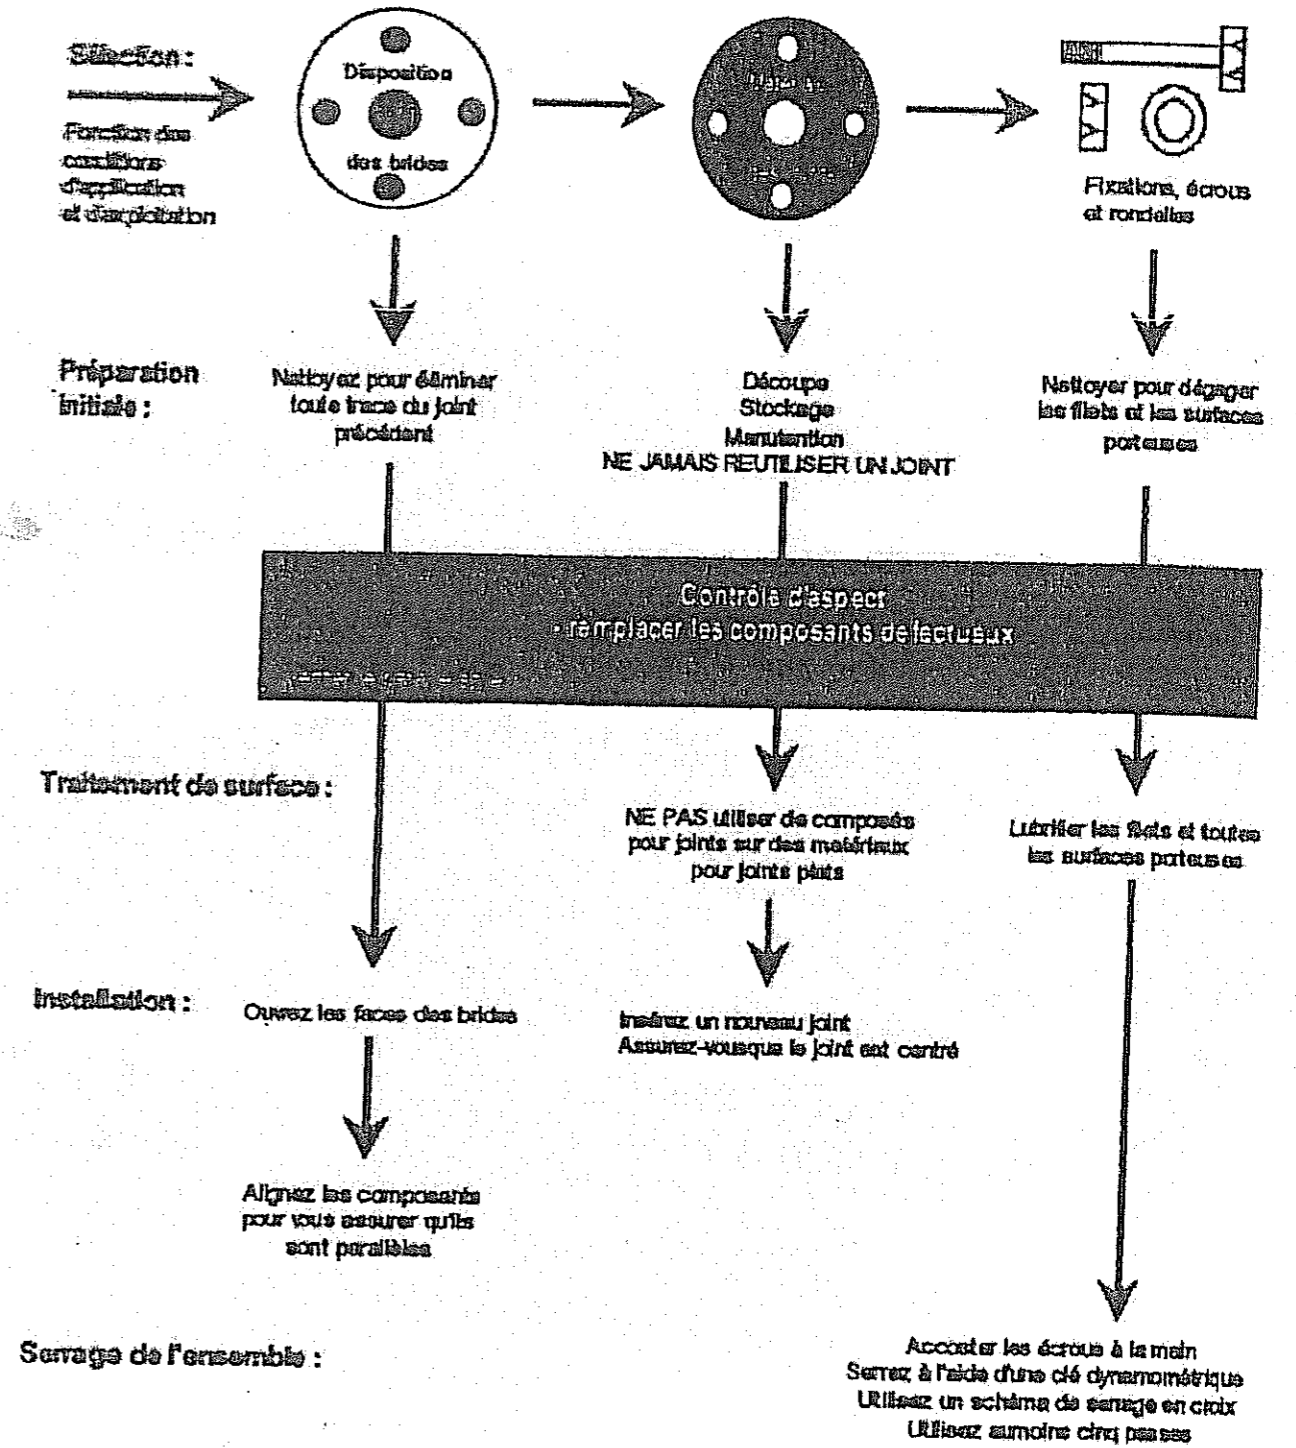 Sélection :
Fonction des
conditions
d'application
et d'exploitation
Disposition
des brides
Fixations, écrous
et rondelles
Préparation
initiale :
Nettoyez pour éliminer
toute trace du joint
précédent
Découpe
Stockage
Manutention
NE JAMAIS REUTILISER UN JOINT
Nettoyer pour dégager
les filets et les surfaces
porteuses
Contrôle d'aspect
- remplacer les composants défectueux
Traitement de surface :
NE PAS utiliser de composés
pour joints sur des matériaux
pour joints plats
Lubrifier les filets et toutes
les surfaces porteuses
Installation :
Ouvrez les faces des brides
Insérez un nouveau joint
Assurez-vousque le joint est centré
Alignez les composants
pour vous assurer qu'ils
sont parallèles
Serrage de l'ensemble :
Accoster les écrous à la main
Serrez à l'aide d'une clé dynamométrique
Utilisez un schéma de serrage en croix
Utilisez aumoins cinq passes